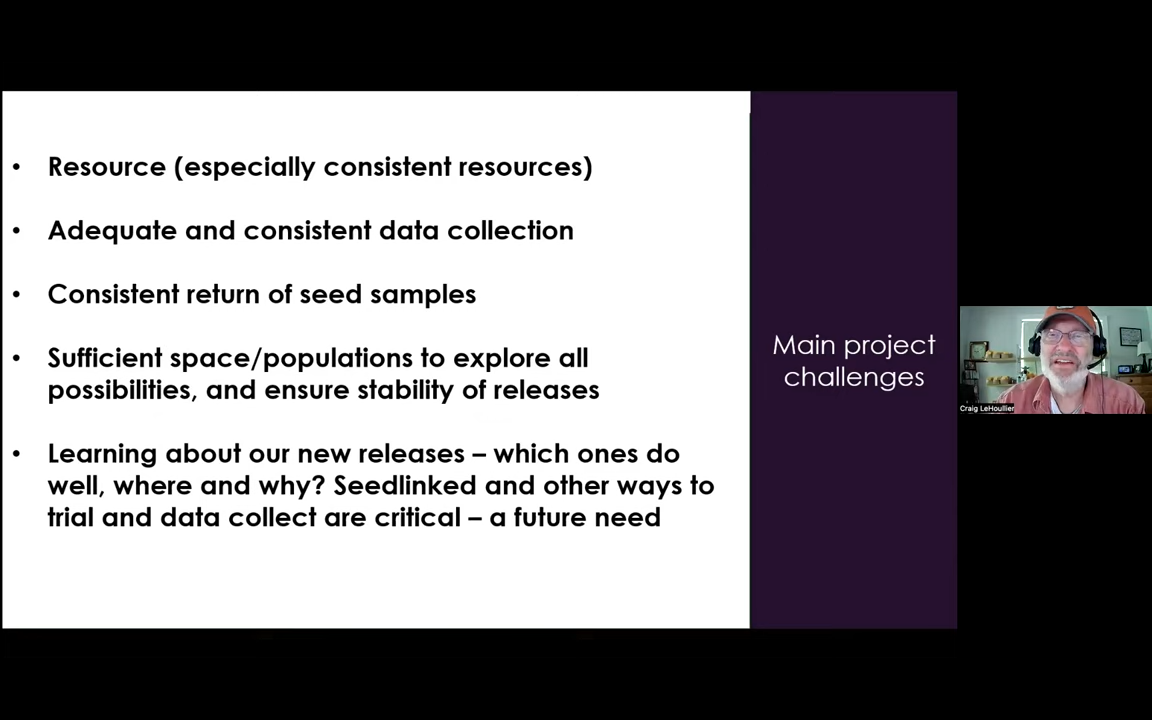 • Resource (especially consistent resources)
• Adequate and consistent data collection
• Consistent return of seed samples
• Sufficient space/populations to explore all
possibilities, and ensure stability of releases
• Learning about our new releases – which ones do
well, where and why? Seedlinked and other ways to
trial and data collect are critical – a future need
Main project
challenges
Craig LeHoullier